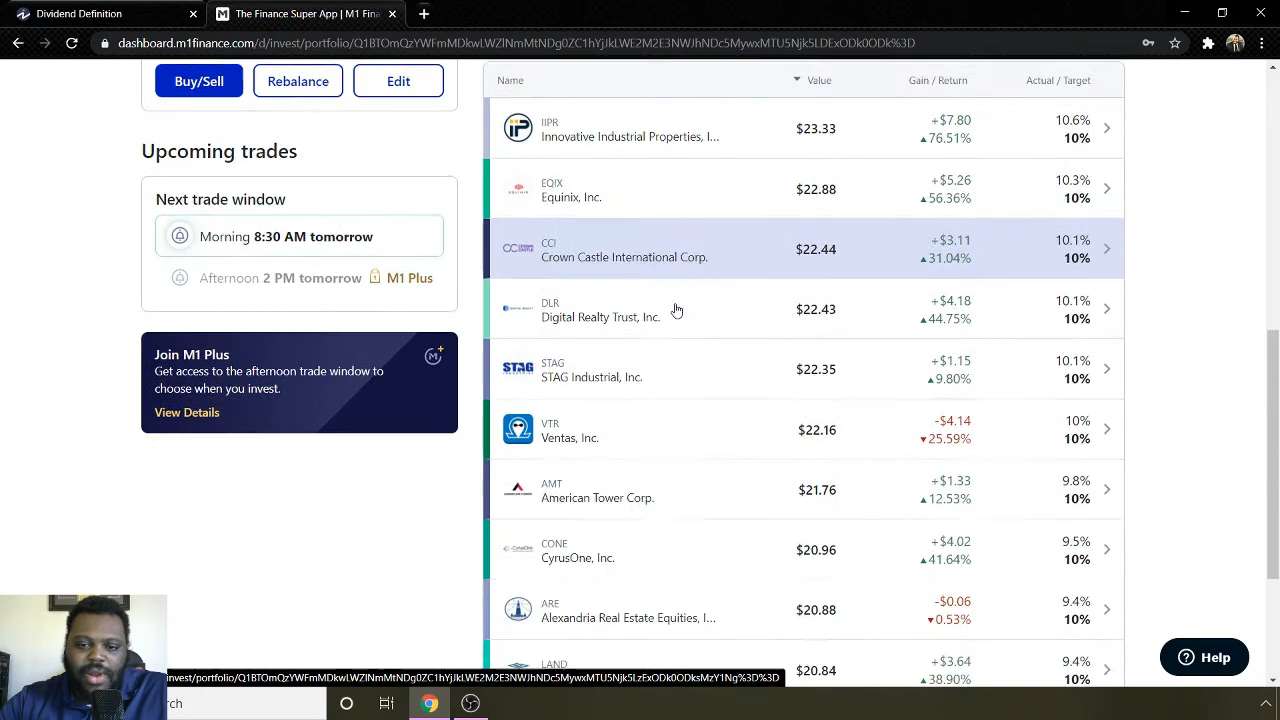 Dividend Definition
The Finance Super App | M1 Fina
dashboard.m1finance.com/d/invest/portfolio/Q1BTOmQzYWFmMDkwLWZlNmMtNDg0ZC1hYjJkLWE2M2E3NWJhNDc5MywxMTU5Njk5LDExODk0ODk%3D
Buy/Sell
Rebalance
Edit
Upcoming trades
Next trade window
Morning 8:30 AM tomorrow
Afternoon 2 PM tomorrow M1 Plus
Join M1 Plus
Get access to the afternoon trade window to
choose when you invest.
View Details
Name Value Gain / Return Actual / Target
IIPR
Innovative Industrial Properties, I...
$23.33
+$7.80
76.51%
10.6%
10%
EQIX
Equinix, Inc.
$22.88
+$5.26
56.36%
10.3%
10%
CCI
Crown Castle International Corp.
$22.44
+$3.11
31.04%
10.1%
10%
DLR
Digital Realty Trust, Inc.
$22.43
+$4.18
44.75%
10.1%
10%
STAG
STAG Industrial, Inc.
$22.35
+$1.15
9.80%
10.1%
10%
VTR
Ventas, Inc.
$22.16
-$4.14
25.59%
10%
10%
AMT
American Tower Corp.
$21.76
+$1.33
12.53%
9.8%
10%
CONE
CyrusOne, Inc.
$20.96
+$4.02
41.64%
9.5%
10%
ARE
Alexandria Real Estate Equities, I...
$20.88
-$0.06
0.53%
9.4%
10%
LAND
$20.84
+$3.64
38.90%
9.4%
10%
Help
invest/portfolio/Q1BTOmQzYWFmMDkwLWZlNmMtNDg0ZC1hYjJkLWE2M2E3NWJhNDc5MywxMTU5Njk5LzExODk0ODksMzY1Ng%3D%3D
rch